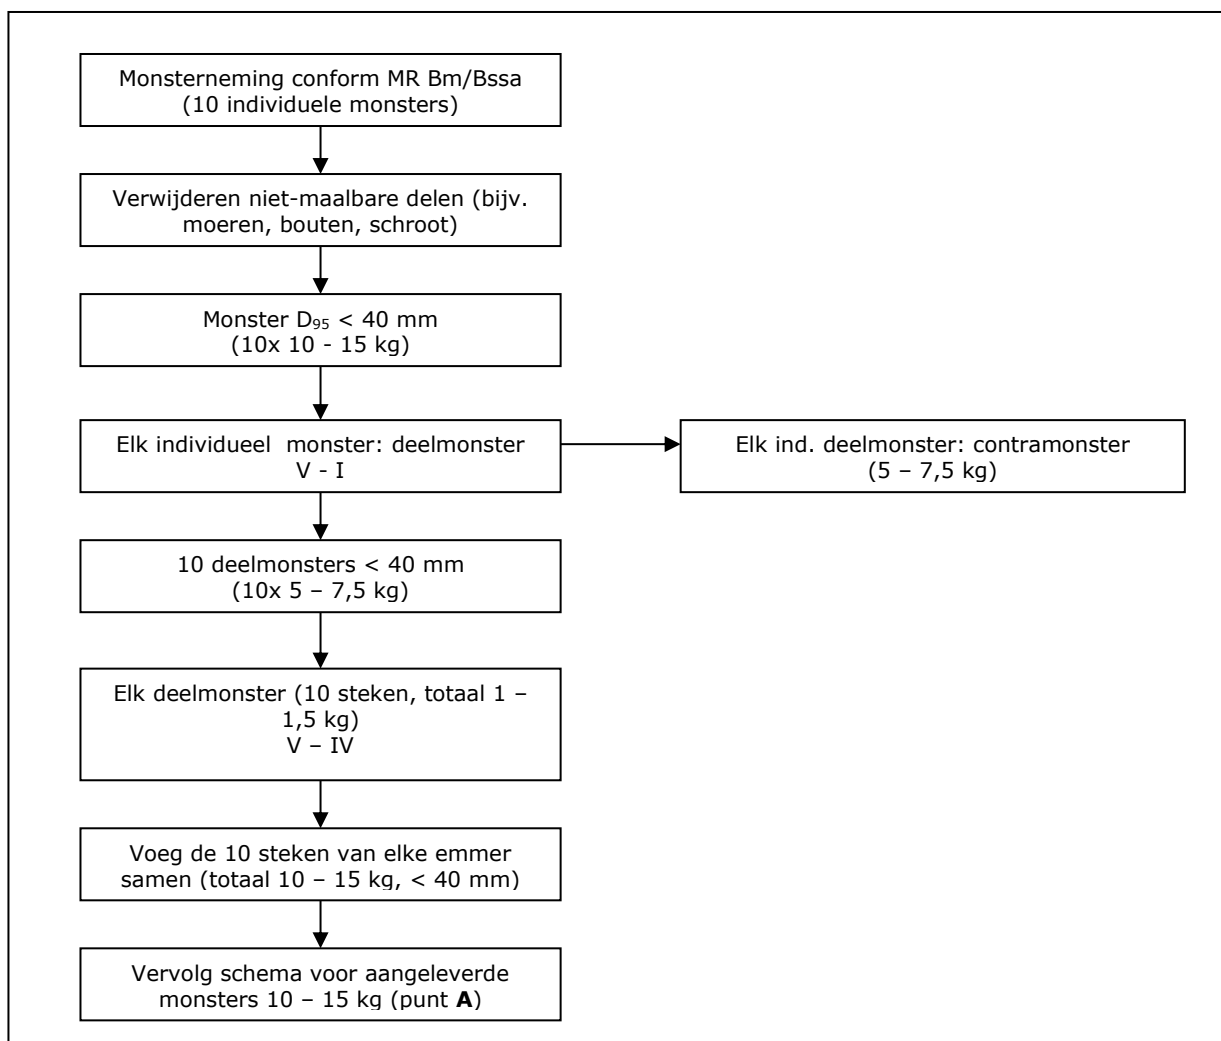 Monsterneming conform MR Bm/Bssa
(10 individuele monsters)
Verwijderen niet-maalbare delen (bijv.
moeren, bouten, schroot)
Monster D₉₅ < 40 mm
(10x 10 - 15 kg)
Elk individueel monster: deelmonster
V - I
Elk ind. deelmonster: contramonster
(5 – 7,5 kg)
10 deelmonsters < 40 mm
(10x 5 – 7,5 kg)
Elk deelmonster (10 steken, totaal 1 –
1,5 kg)
V – IV
Voeg de 10 steken van elke emmer
samen (totaal 10 – 15 kg, < 40 mm)
Vervolg schema voor aangeleverde
monsters 10 – 15 kg (punt A)